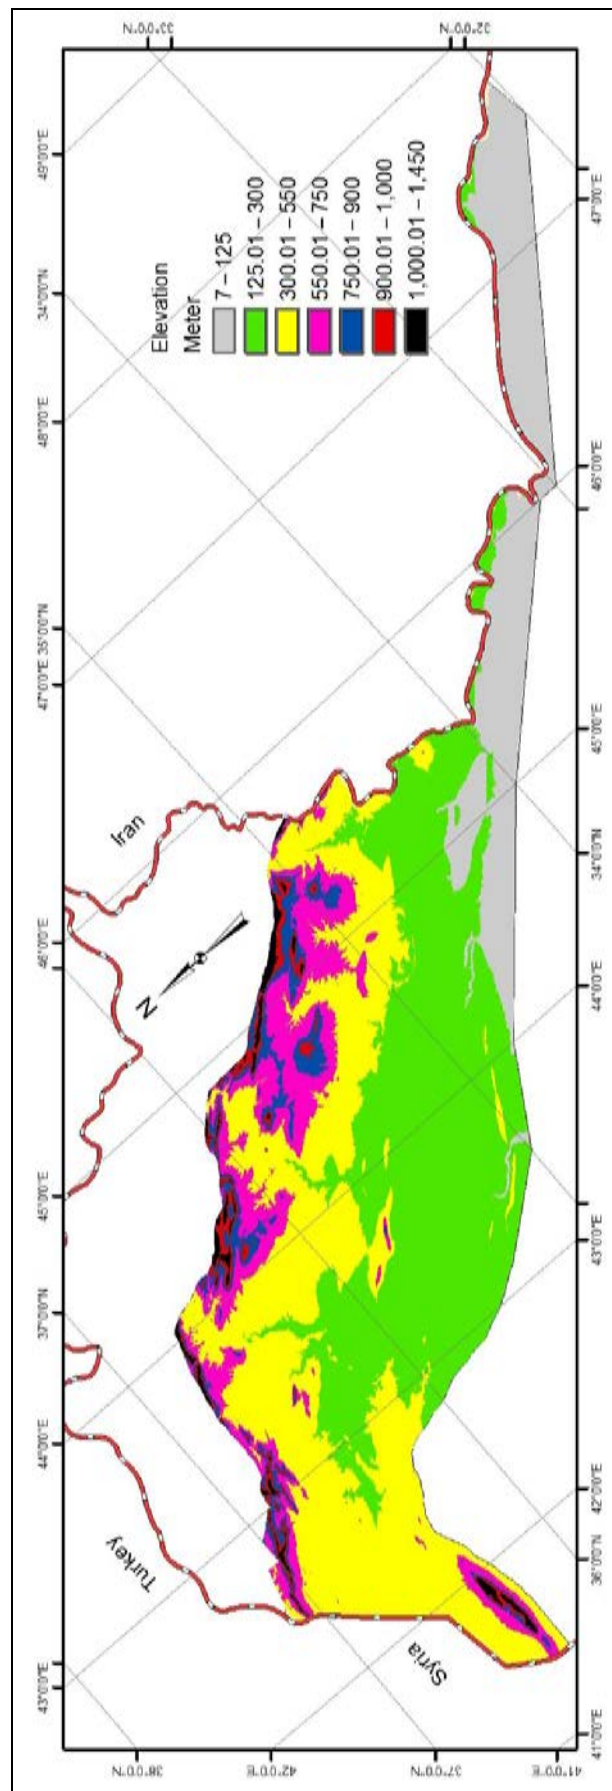 43°0'0"E
44°0'0"E
37°0'0"N
45°0'0"E
46°0'0"E
47°0'0"E 35°0'0"N
48°0'0"E
34°0'0"N
49°0'0"E
33°0'0"N
32°0'0"N
38°0'0"N
42°0'0"E
37°0'0"N
41°0'0"E
Turkey
Iran
N
Syria
Elevation
Meter
7 – 125
125.01 – 300
300.01 – 550
550.01 – 750
750.01 – 900
900.01 – 1,000
1,000.01 – 1,450
41°0'0"E
36°0'0"N
42°0'0"E
43°0'0"E
44°0'0"E
34°0'0"N
45°0'0"E
46°0'0"E
47°0'0"E